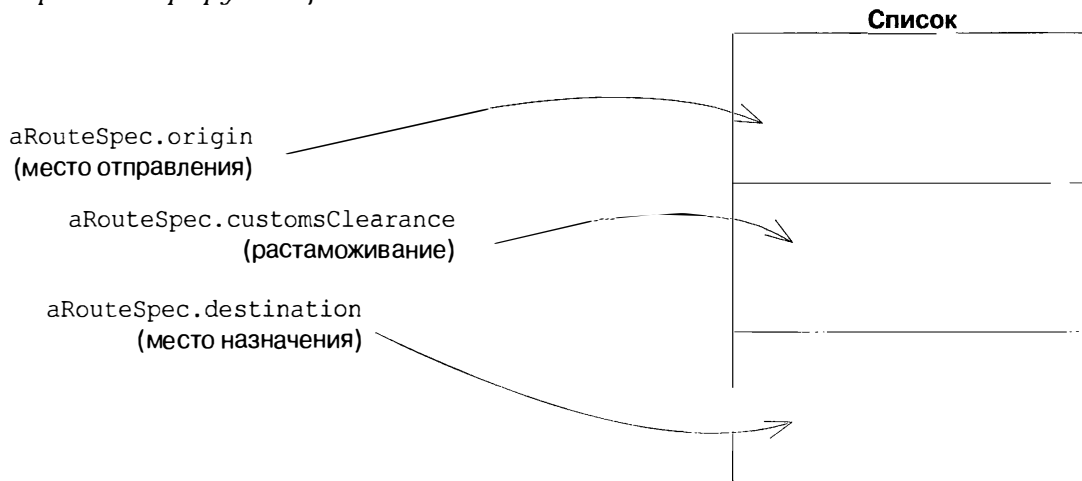 Список
aRouteSpec.origin
(место отправления)
aRouteSpec.customsClearance
(растаможивание)
aRouteSpec.destination
(место назначения)